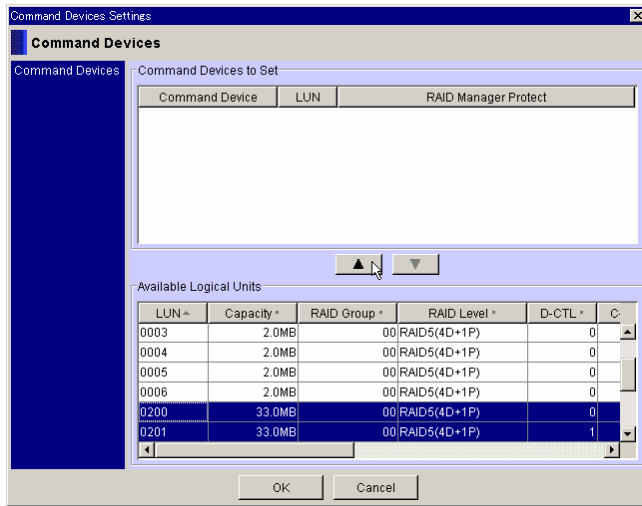 Command Devices Settings
Command Devices
Command Devices
Command Devices to Set
Command Device LUN RAID Manager Protect
Available Logical Units
LUN Capacity RAID Group RAID Level D-CTL C-
0003 2.0MB 00 RAID5(4D+1P) 0
0004 2.0MB 00 RAID5(4D+1P) 0
0005 2.0MB 00 RAID5(4D+1P) 0
0006 2.0MB 00 RAID5(4D+1P) 0
0200 33.0MB 00 RAID5(4D+1P) 0
0201 33.0MB 00 RAID5(4D+1P) 1
OK Cancel